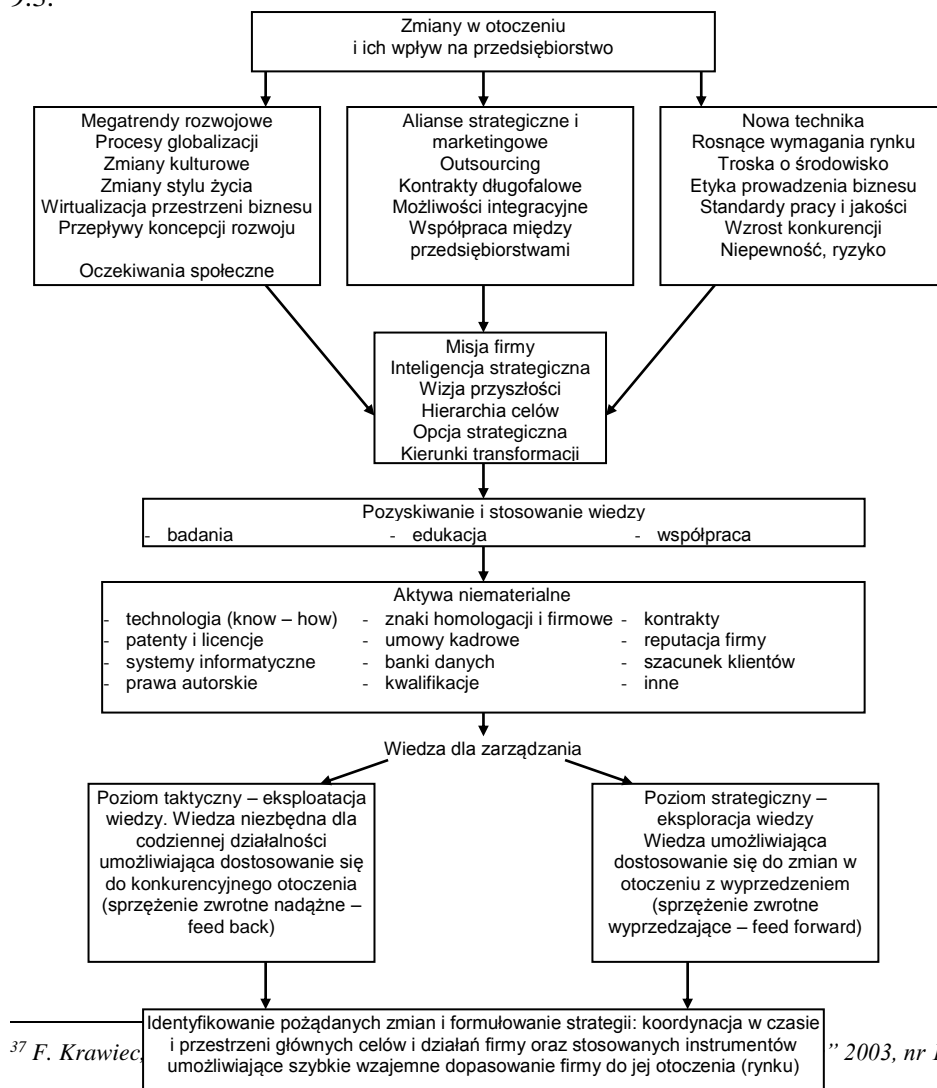 9.3.
Zmiany w otoczeniu
i ich wpływ na przedsiębiorstwo
Megatrendy rozwojowe
Procesy globalizacji
Zmiany kulturowe
Zmiany stylu życia
Wirtualizacja przestrzeni biznesu
Przepływy koncepcji rozwoju
Oczekiwania społeczne
Alianse strategiczne i
marketingowe
Outsourcing
Kontrakty długofalowe
Możliwości integracyjne
Współpraca między
przedsiębiorstwami
Nowa technika
Rosnące wymagania rynku
Troska o środowisko
Etyka prowadzenia biznesu
Standardy pracy i jakości
Wzrost konkurencji
Niepewność, ryzyko
Misja firmy
Inteligencja strategiczna
Wizja przyszłości
Hierarchia celów
Opcja strategiczna
Kierunki transformacji
Pozyskiwanie i stosowanie wiedzy
- badania - edukacja - współpraca
Aktywa niematerialne
- technologia (know – how) - znaki homologacji i firmowe - kontrakty
- patenty i licencje - umowy kadrowe - reputacja firmy
- systemy informatyczne - banki danych - szacunek klientów
- prawa autorskie - kwalifikacje - inne
Wiedza dla zarządzania
Poziom taktyczny – eksploatacja
wiedzy. Wiedza niezbędna dla
codziennej działalności
umożliwiająca dostosowanie się
do konkurencyjnego otoczenia
(sprzężenie zwrotne nadążne –
feed back)
Poziom strategiczny –
eksploracja wiedzy
Wiedza umożliwiająca
dostosowanie się do zmian w
otoczeniu z wyprzedzeniem
(sprzężenie zwrotne
wyprzedzające – feed forward)
Identyfikowanie pożądanych zmian i formułowanie strategii: koordynacja w czasie
i przestrzeni głównych celów i działań firmy oraz stosowanych instrumentów
umożliwiające szybkie wzajemne dopasowanie firmy do jej otoczenia (rynku)
37 F. Krawiec, ” 2003, nr 1